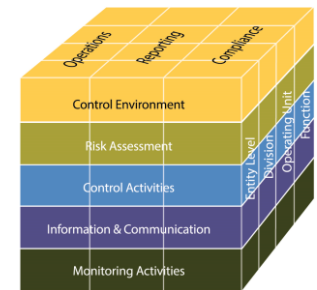 Operations
Reporting
Compliance
Control Environment
Risk Assessment
Control Activities
Information & Communication
Monitoring Activities
Entity Level
Division
Operating Unit
Function